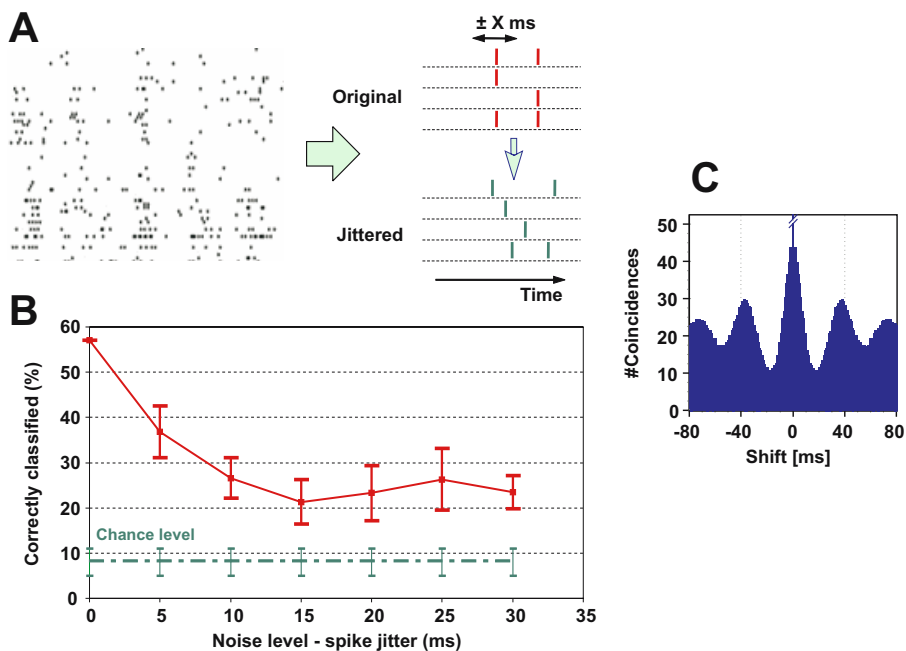 A
± X ms
Original
Jittered
Time
B
Correctly classified (%)
60
50
40
30
20
10
0
Chance level
0 5 10 15 20 25 30 35
Noise level - spike jitter (ms)
C
#Coincidences
50
40
30
20
10
0
-80 -40 0 40 80
Shift [ms]